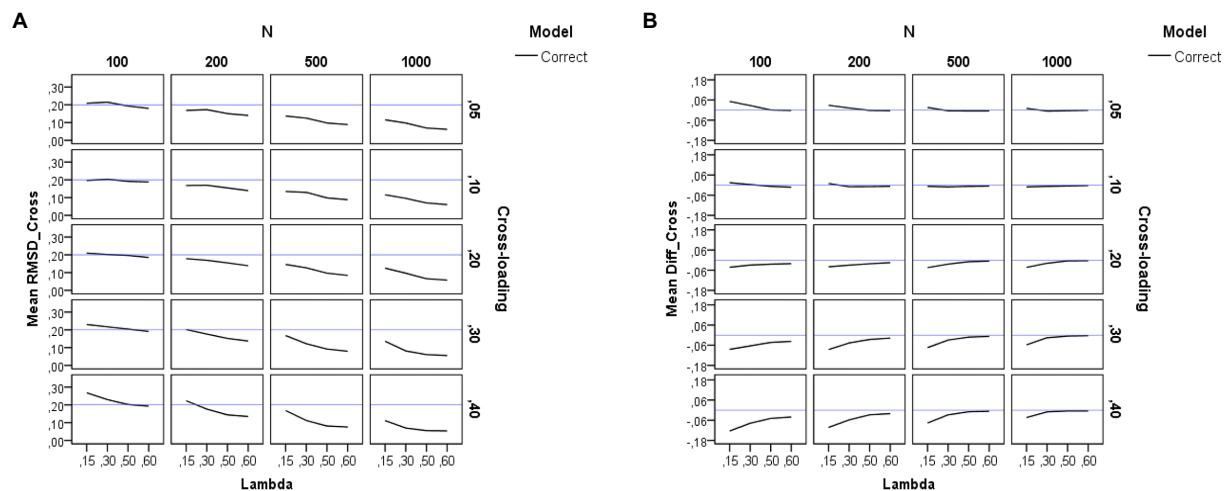 A
N
Model
Correct
100
200
500
1000
Mean RMSD_Cross
,30
,20
,10
,00
,30
,20
,10
,00
,30
,20
,10
,00
,30
,20
,10
,00
,30
,20
,10
,00
,05
,10
,20
,30
,40
Cross-loading
,15 ,30 ,50 ,60
,15 ,30 ,50 ,60
,15 ,30 ,50 ,60
,15 ,30 ,50 ,60
Lambda
B
N
Model
Correct
100
200
500
1000
Mean Diff_Cross
,18
,06
-,06
-,18
,18
,06
-,06
-,18
,18
,06
-,06
-,18
,18
,06
-,06
-,18
,18
,06
-,06
-,18
,05
,10
,20
,30
,40
Cross-loading
,15 ,30 ,50 ,60
,15 ,30 ,50 ,60
,15 ,30 ,50 ,60
,15 ,30 ,50 ,60
Lambda